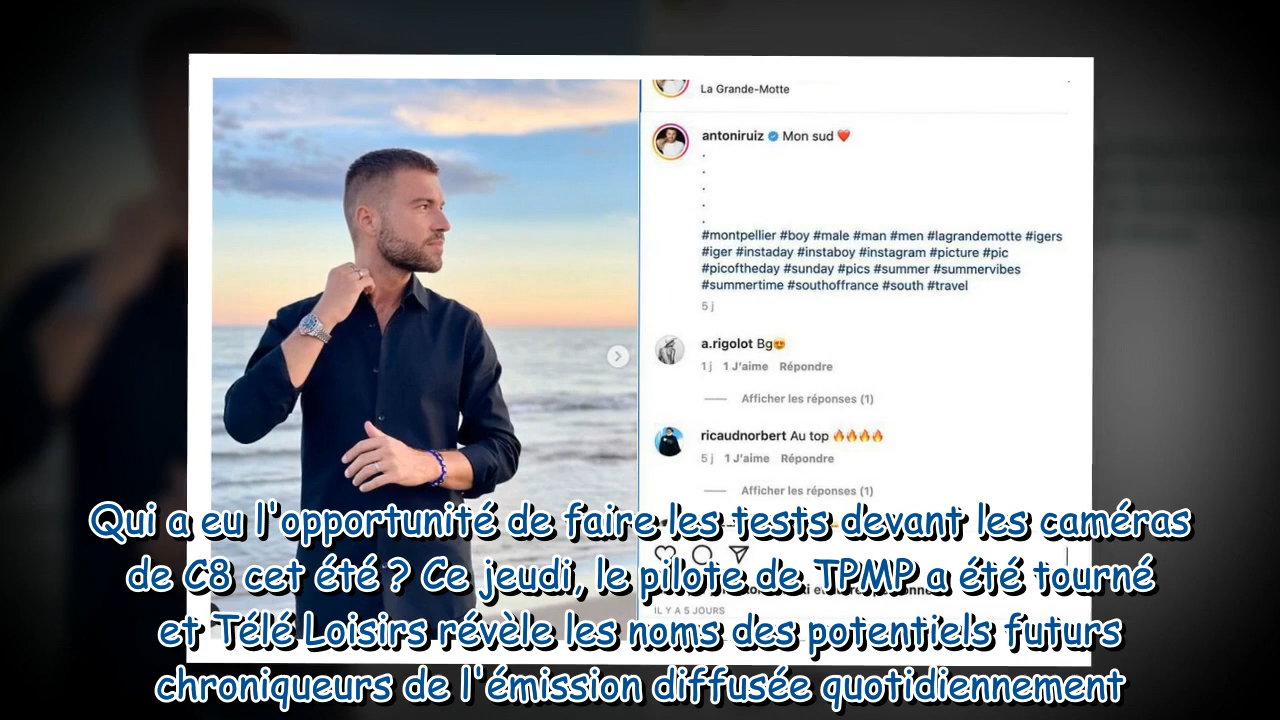 La Grande-Motte
antoniruiz Mon sud ❤️
.
.
.
.
.
#montpellier #boy #male #man #men #lagrandemotte #igers
#iger #instaday #instaboy #instagram #picture #pic
#picoftheday #sunday #pics #summer #summervibes
#summertime #southoffrance #south #travel
5 j
a.rigolot Bg😍
1 j 1 J'aime Répondre
Afficher les réponses (1)
ricaudnorbert Au top 🔥🔥🔥🔥
5 j 1 J'aime Répondre
Afficher les réponses (1)
IL Y A 5 JOURS
Qui a eu l'opportunité de faire les tests devant les caméras
de C8 cet été ? Ce jeudi, le pilote de TPMP a été tourné
et Télé Loisirs révèle les noms des potentiels futurs
chroniqueurs de l'émission diffusée quotidiennement